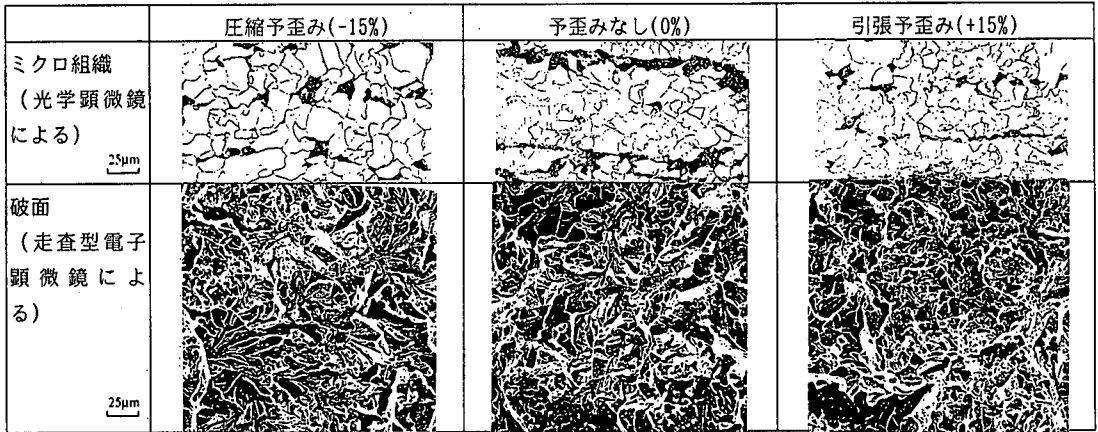 圧縮予歪み(-15%)
予歪みなし(0%)
引張予歪み(+15%)
ミクロ組織
(光学顕微鏡
による)
25μm
破面
(走査型電子
顕微鏡によ
る)
25μm